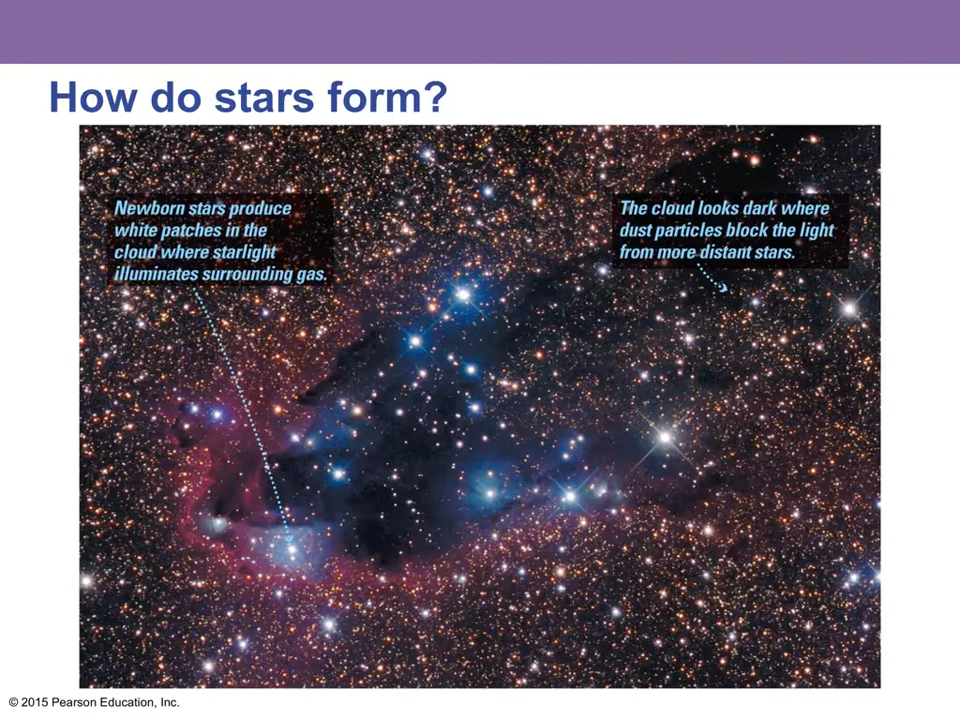 How do stars form?
Newborn stars produce
white patches in the
cloud where starlight
illuminates surrounding gas.
The cloud looks dark where
dust particles block the light
from more distant stars.
© 2015 Pearson Education, Inc.